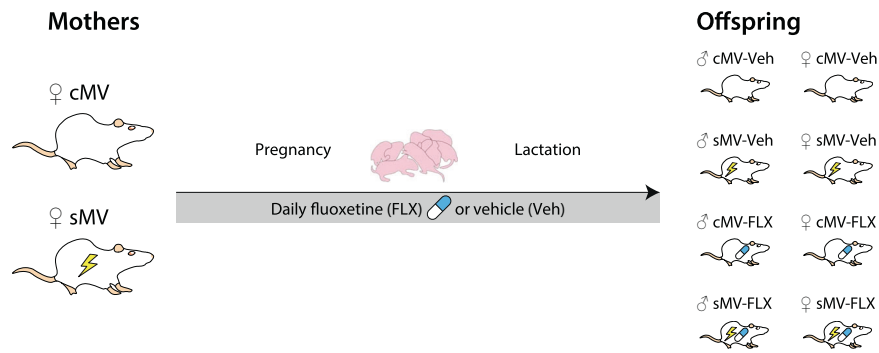 Mothers
Offspring
♀ cMV
♀ sMV
Pregnancy
Lactation
Daily fluoxetine (FLX) or vehicle (Veh)
♂ cMV-Veh ♀ cMV-Veh
♂ sMV-Veh ♀ sMV-Veh
♂ cMV-FLX ♀ cMV-FLX
♂ sMV-FLX ♀ sMV-FLX